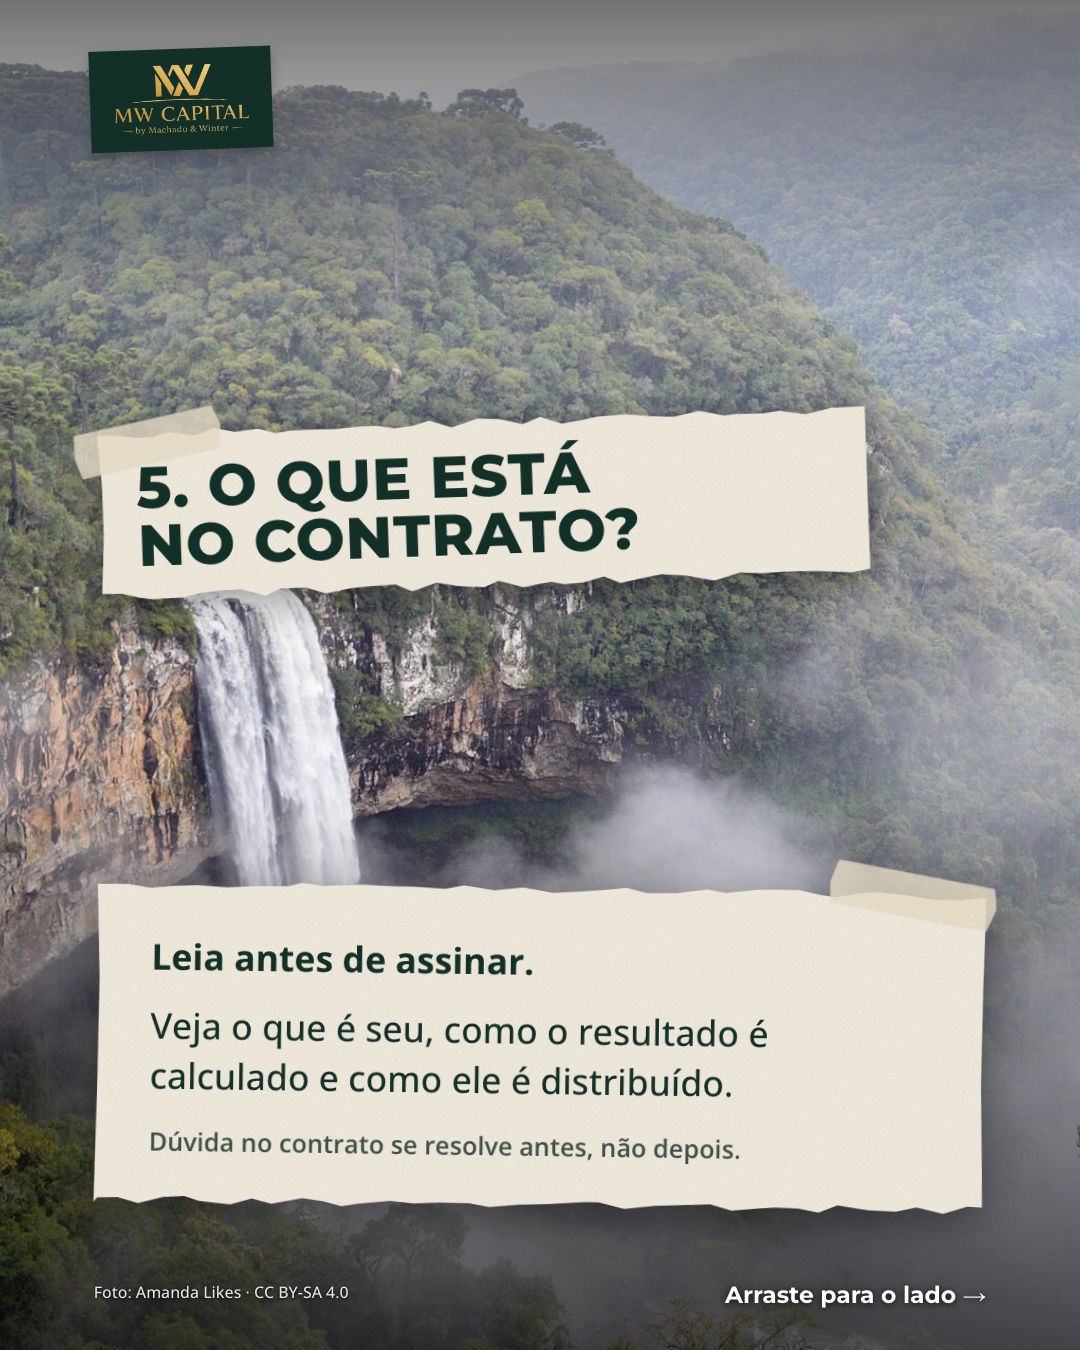 MW CAPITAL
by Machado & Winter
5. O QUE ESTÁ
NO CONTRATO?
Leia antes de assinar.
Veja o que é seu, como o resultado é
calculado e como ele é distribuído.
Dúvida no contrato se resolve antes, não depois.
Foto: Amanda Likes · CC BY-SA 4.0
Arraste para o lado →